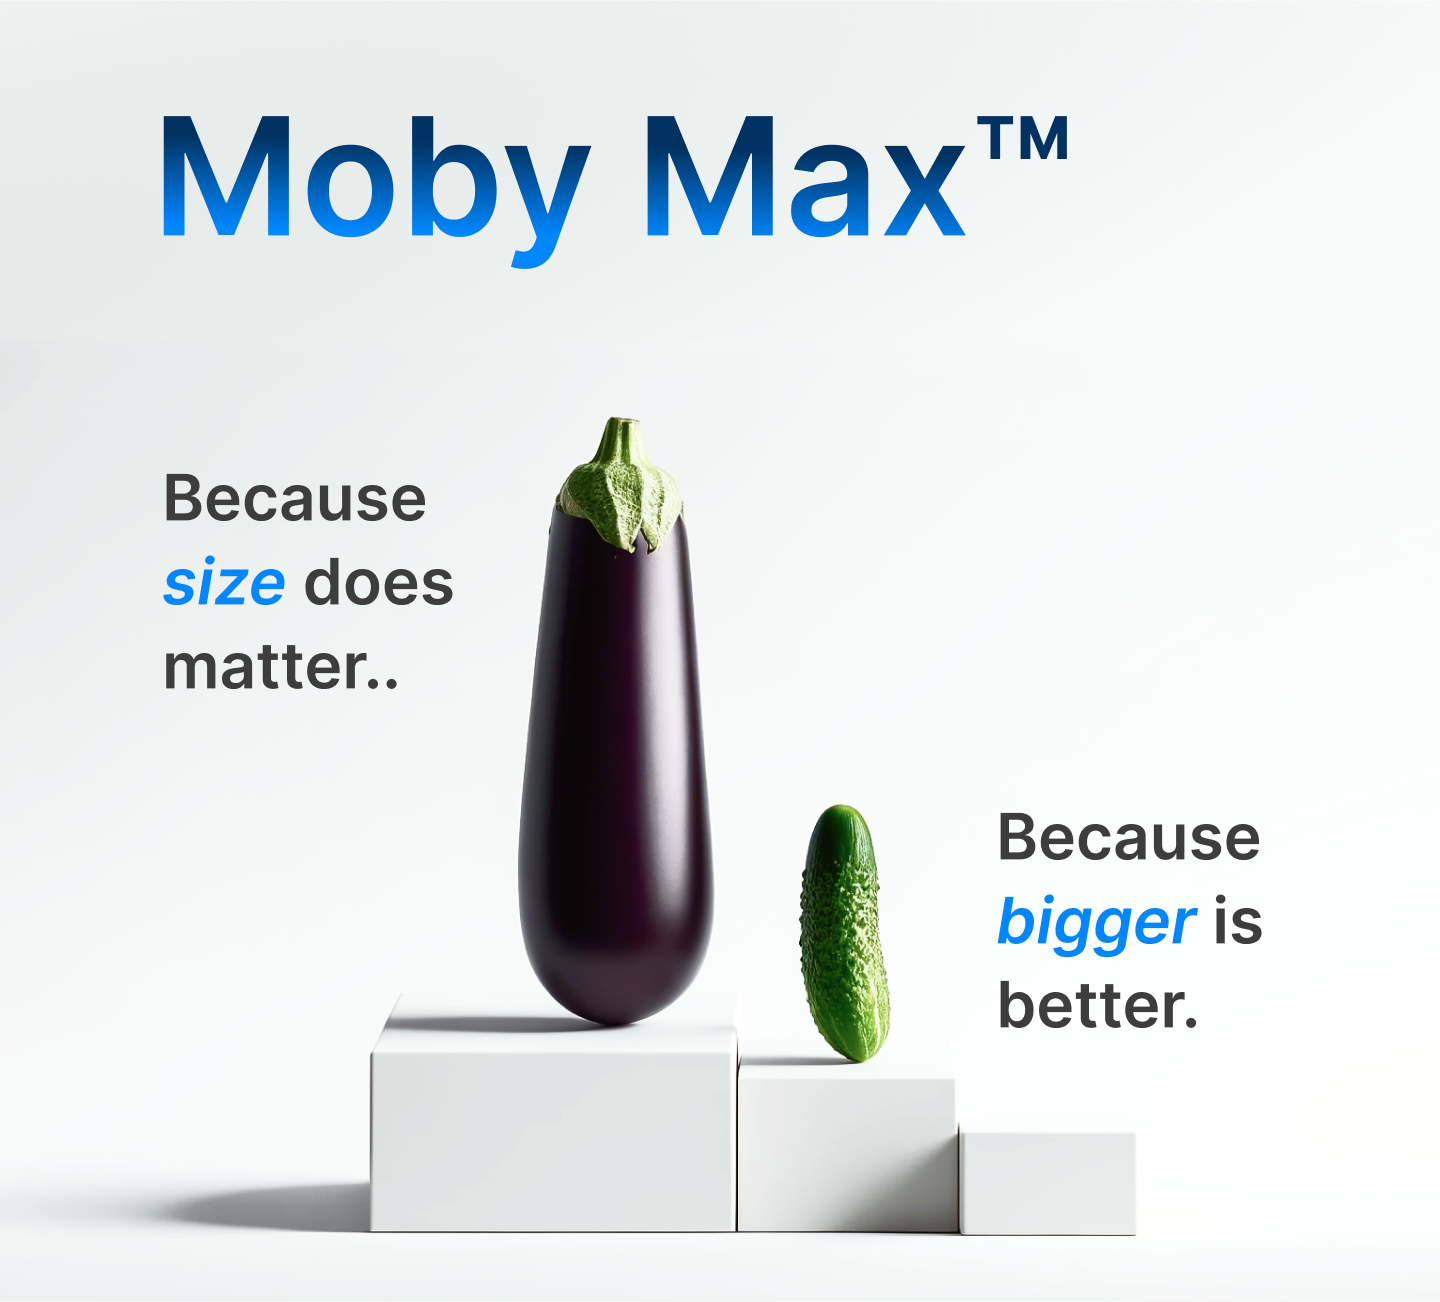 Moby Max™
Because
size does
matter..
Because
bigger is
better.